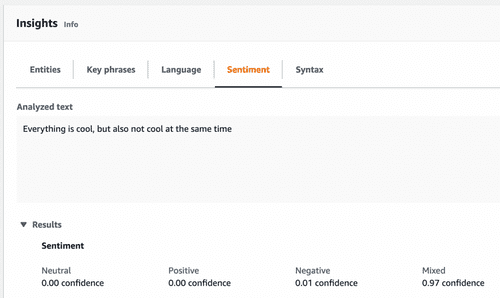 Insights Info
Entities Key phrases Language Sentiment Syntax
Analyzed text
Everything is cool, but also not cool at the same time
▼ Results
Sentiment
Neutral Positive Negative Mixed
0.00 confidence 0.00 confidence 0.01 confidence 0.97 confidence